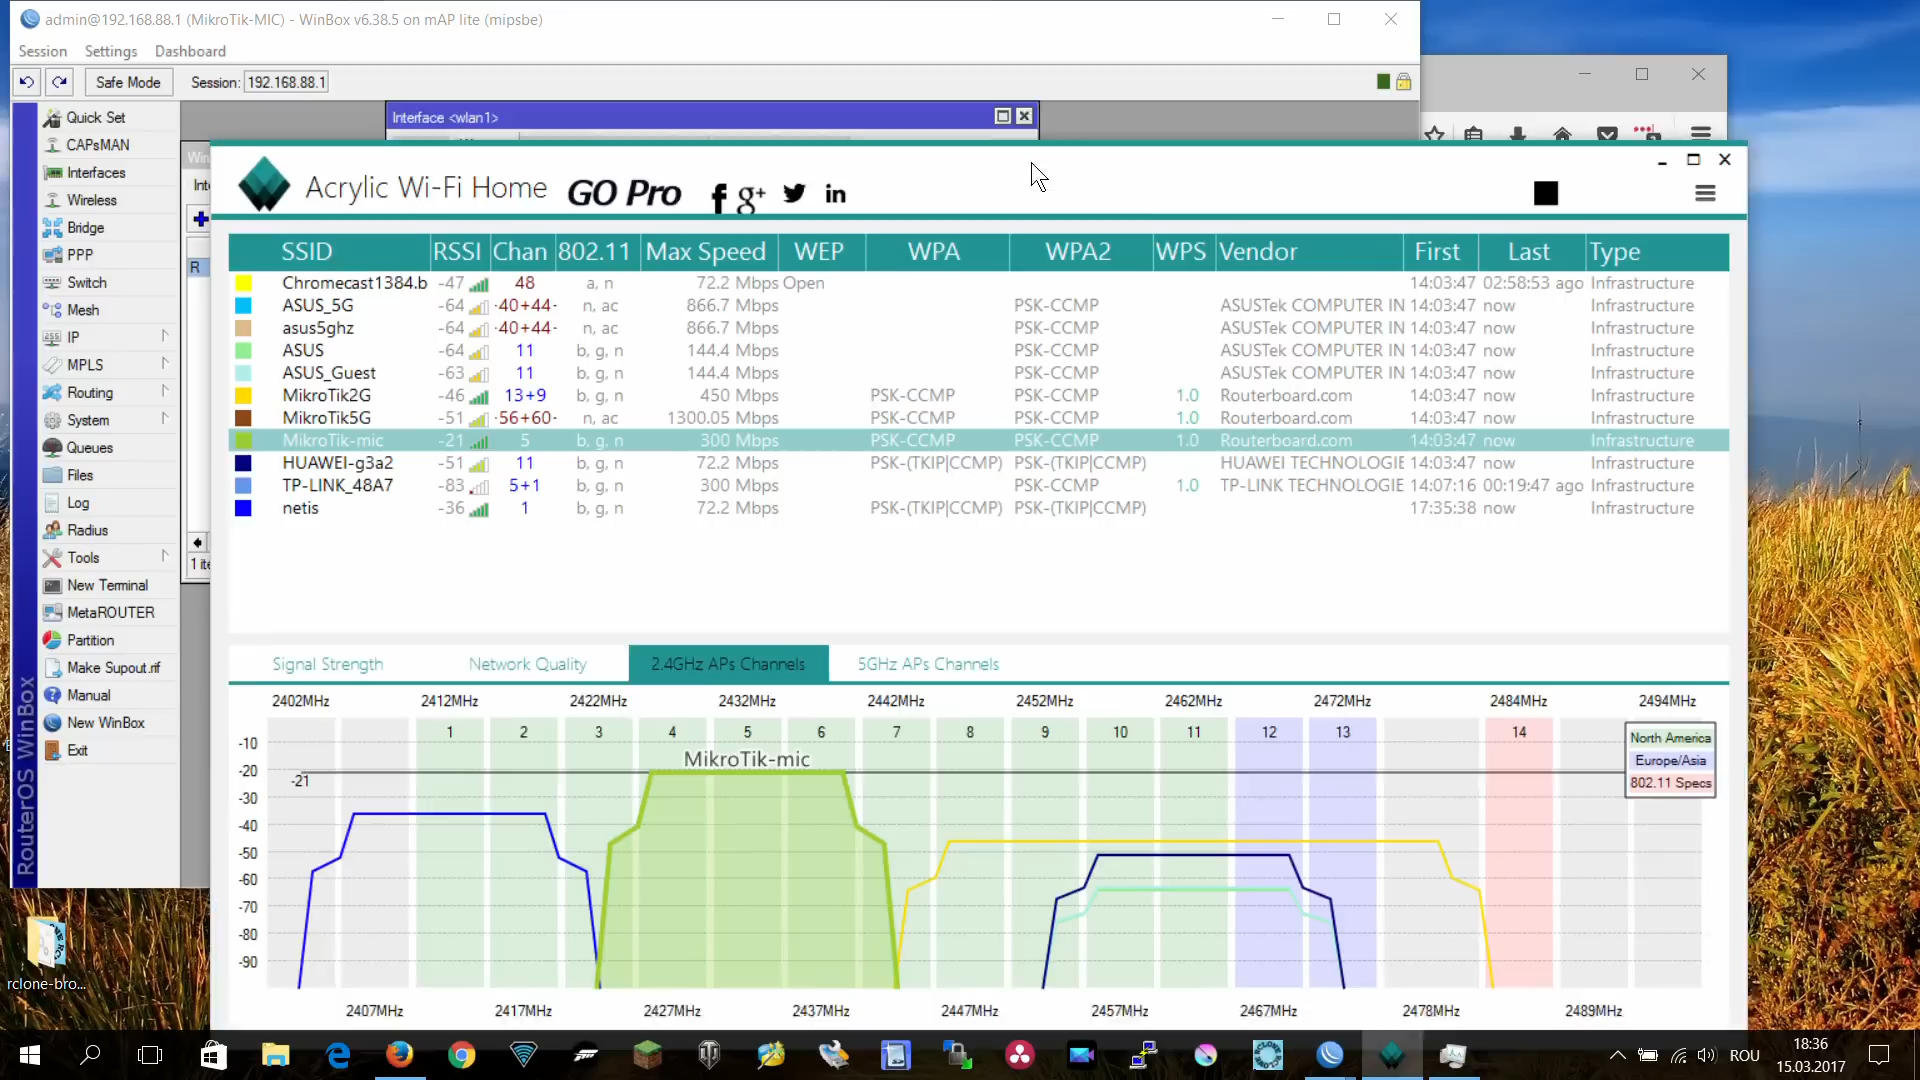 admin@192.168.88.1 (MikroTik-MIC) - WinBox v6.38.5 on mAP lite (mipsbe)
Session Settings Dashboard
Safe Mode Session: 192.168.88.1
Interface <wlan1>
Quick Set
CAPsMAN
Interfaces
Wireless
Bridge
PPP
Switch
Mesh
IP
MPLS
Routing
System
Queues
Files
Log
Radius
Tools
New Terminal
MetaROUTER
Partition
Make Supout.rif
Manual
New WinBox
Exit
RouterOS WinBox
R
Acrylic Wi-Fi Home GO Pro
SSID RSSI Chan 802.11 Max Speed WEP WPA WPA2 WPS Vendor First Last Type
Chromecast1384.b -47 48 a, n 72.2 Mbps Open 14:03:47 02:58:53 ago Infrastructure
ASUS_5G -64 -40+44- n, ac 866.7 Mbps PSK-CCMP ASUSTek COMPUTER IN 14:03:47 now Infrastructure
asus5ghz -64 -40+44- n, ac 866.7 Mbps PSK-CCMP ASUSTek COMPUTER IN 14:03:47 now Infrastructure
ASUS -64 11 b, g, n 144.4 Mbps PSK-CCMP ASUSTek COMPUTER IN 14:03:47 now Infrastructure
ASUS_Guest -63 11 b, g, n 144.4 Mbps PSK-CCMP ASUSTek COMPUTER IN 14:03:47 now Infrastructure
MikroTik2G -46 13+9 b, g, n 450 Mbps PSK-CCMP PSK-CCMP 1.0 Routerboard.com 14:03:47 now Infrastructure
MikroTik5G -51 -56+60- n, ac 1300.05 Mbps PSK-CCMP PSK-CCMP 1.0 Routerboard.com 14:03:47 now Infrastructure
MikroTik-mic -21 5 b, g, n 300 Mbps PSK-CCMP PSK-CCMP 1.0 Routerboard.com 14:03:47 now Infrastructure
HUAWEI-g3a2 -51 11 b, g, n 72.2 Mbps PSK-(TKIP|CCMP) PSK-(TKIP|CCMP) HUAWEI TECHNOLOGIE 14:03:47 now Infrastructure
TP-LINK_48A7 -83 5+1 b, g, n 300 Mbps PSK-CCMP 1.0 TP-LINK TECHNOLOGIE 14:07:16 00:19:47 ago Infrastructure
netis -36 1 b, g, n 72.2 Mbps PSK-(TKIP|CCMP) PSK-(TKIP|CCMP) 17:35:38 now Infrastructure
Signal Strength Network Quality 2.4GHz APs Channels 5GHz APs Channels
2402MHz 2412MHz 2422MHz 2432MHz 2442MHz 2452MHz 2462MHz 2472MHz 2484MHz 2494MHz
1 2 3 4 5 6 7 8 9 10 11 12 13 14
North America
Europe/Asia
802.11 Specs
MikroTik-mic
-21
-10
-20
-30
-40
-50
-60
-70
-80
-90
2407MHz 2417MHz 2427MHz 2437MHz 2447MHz 2457MHz 2467MHz 2478MHz 2489MHz
rclone-bro...
ROU
18:36
15.03.2017